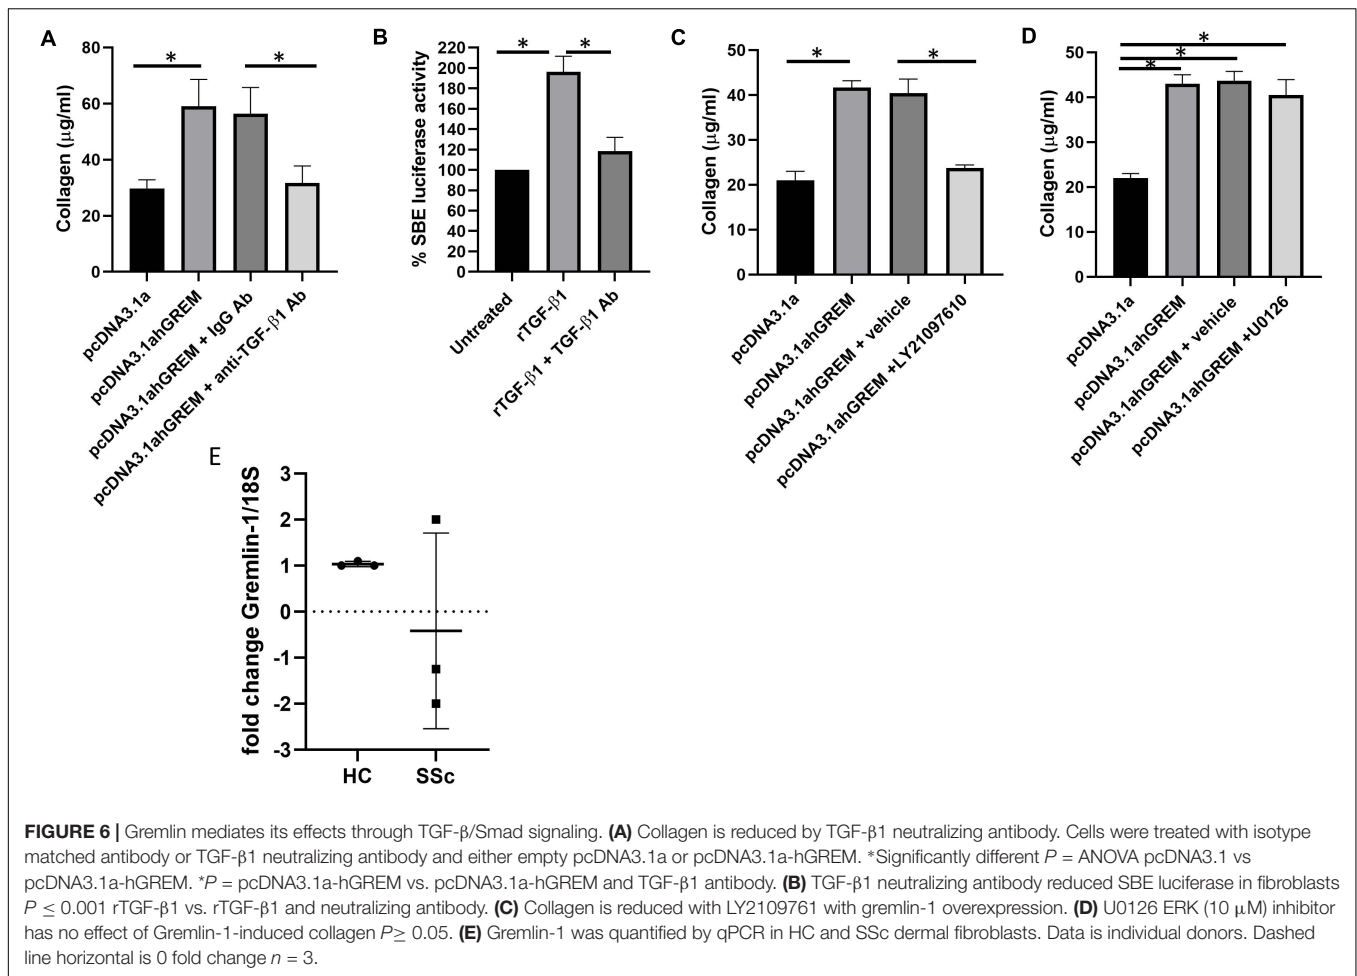 A
80
60
40
20
0
Collagen (µg/ml)
*
*
pcDNA3.1a
pcDNA3.1ahGREM
pcDNA3.1ahGREM + IgG Ab
pcDNA3.1ahGREM + anti-TGF-β1 Ab
B
220
200
180
160
140
120
100
80
60
40
20
0
% SBE luciferase activity
*
*
Untreated
rTGF-β1
rTGF-β1 + TGF-β1 Ab
C
50
40
30
20
10
0
Collagen (µg/ml)
*
*
pcDNA3.1a
pcDNA3.1ahGREM
pcDNA3.1ahGREM + vehicle
pcDNA3.1ahGREM +LY21097610
D
50
40
30
20
10
0
Collagen (µg/ml)
*
*
*
pcDNA3.1a
pcDNA3.1ahGREM
pcDNA3.1ahGREM + vehicle
pcDNA3.1ahGREM +U0126
E
3
2
1
0
-1
-2
-3
fold change Gremlin-1/18S
HC
SSc
FIGURE 6 | Gremlin mediates its effects through TGF-β/Smad signaling. (A) Collagen is reduced by TGF-β1 neutralizing antibody. Cells were treated with isotype
matched antibody or TGF-β1 neutralizing antibody and either empty pcDNA3.1a or pcDNA3.1a-hGREM. *Significantly different P = ANOVA pcDNA3.1 vs
pcDNA3.1a-hGREM. *P = pcDNA3.1a-hGREM vs. pcDNA3.1a-hGREM and TGF-β1 antibody. (B) TGF-β1 neutralizing antibody reduced SBE luciferase in fibroblasts
P ≤ 0.001 rTGF-β1 vs. rTGF-β1 and neutralizing antibody. (C) Collagen is reduced with LY2109761 with gremlin-1 overexpression. (D) U0126 ERK (10 µM) inhibitor
has no effect of Gremlin-1-induced collagen P≥ 0.05. (E) Gremlin-1 was quantified by qPCR in HC and SSc dermal fibroblasts. Data is individual donors. Dashed
line horizontal is 0 fold change n = 3.